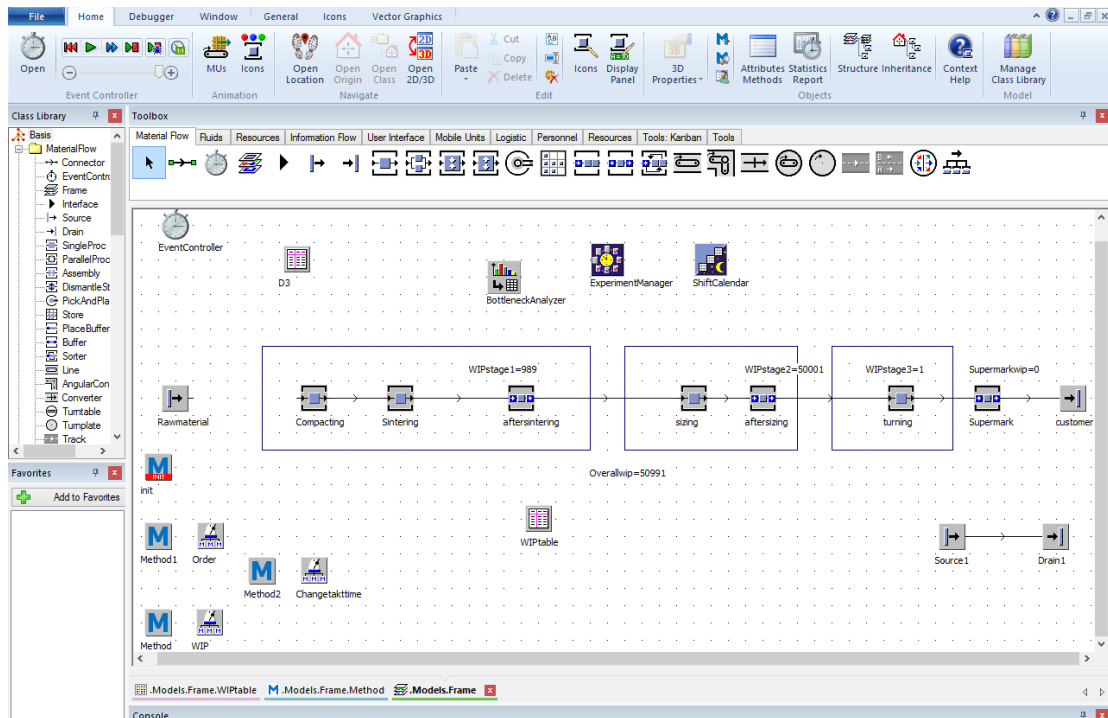 File Home Debugger Window General Icons Vector Graphics
Open
MUs Icons
Open Location
Open Origin
Open Class
Open 2D/3D
2D
3D
Paste
Cut
Copy
Delete
Icons
Display Panel
3D Properties
Attributes Methods
Statistics Report
Structure Inheritance
Context Help
Manage Class Library
Event Controller Animation Navigate Edit Objects Model
Class Library
Basis
MaterialFlow
Connector
EventContro
Frame
Interface
Source
Drain
SingleProc
ParallelProc
Assembly
DismantleSt
PickAndPla
Store
PlaceBuffer
Buffer
Sorter
Line
AngularCon
Converter
Turntable
Turnplate
Track
Favorites
Add to Favorites
Toolbox
Material Flow Fluids Resources Information Flow User Interface Mobile Units Logistic Personnel Resources Tools: Kanban Tools
EventController
D3
BottleneckAnalyzer
ExperimentManager
ShiftCalendar
WIPstage1=989 WIPstage2=50001 WIPstage3=1 Supermarkwip=0
Rawmaterial Compacting Sintering aftersintering sizing aftersizing turning Supermark customer
Overallwip=50991
M
INIT
init
WIPtable
M
Method1 Order
Source1 Drain1
M
Method2 Changetakttime
M
Method WIP
.Models.Frame.WIPtable M .Models.Frame.Method .Models.Frame
Console